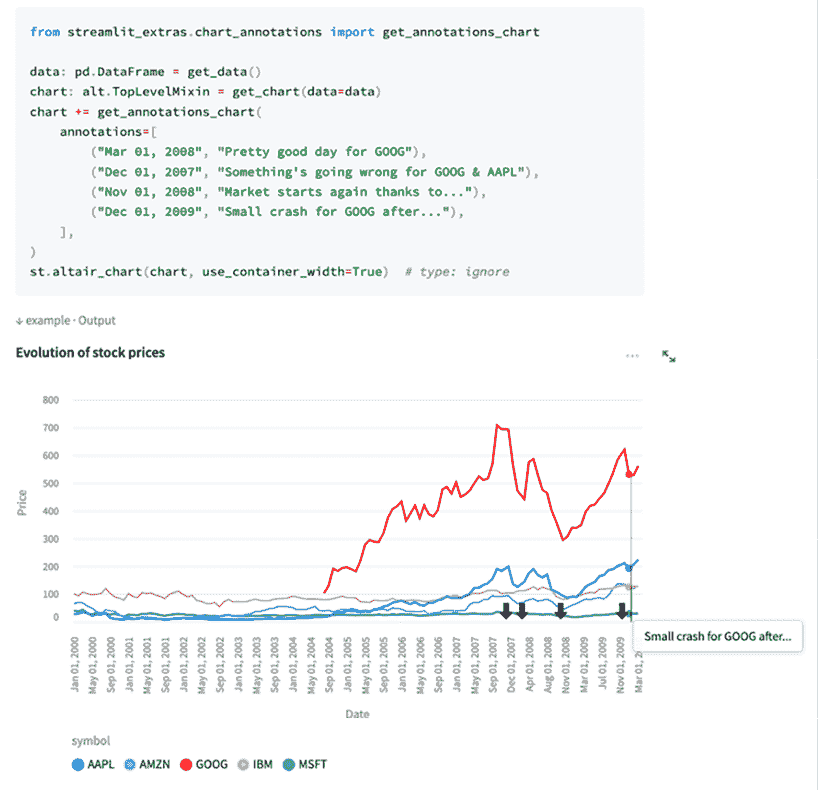 from streamlit_extras.chart_annotations import get_annotations_chart
data: pd.DataFrame = get_data()
chart: alt.TopLevelMixin = get_chart(data=data)
chart += get_annotations_chart(
    annotations=[
        ("Mar 01, 2008", "Pretty good day for GOOG"),
        ("Dec 01, 2007", "Something's going wrong for GOOG & AAPL"),
        ("Nov 01, 2008", "Market starts again thanks to..."),
        ("Dec 01, 2009", "Small crash for GOOG after..."),
    ],
)
st.altair_chart(chart, use_container_width=True)  # type: ignore
↓ example · Output
Evolution of stock prices
800
700
600
500
400
300
200
100
0
Price
Small crash for GOOG after...
Jan 01, 2000
May 01, 2000
Sep 01, 2000
Jan 01, 2001
May 01, 2001
Sep 01, 2001
Jan 01, 2002
May 01, 2002
Sep 01, 2002
Jan 01, 2003
May 01, 2003
Sep 01, 2003
Jan 01, 2004
May 01, 2004
Sep 01, 2004
Jan 01, 2005
May 01, 2005
Sep 01, 2005
Jan 01, 2006
May 01, 2006
Sep 01, 2006
Jan 01, 2007
May 01, 2007
Sep 01, 2007
Dec 01, 2007
Apr 01, 2008
Aug 01, 2008
Nov 01, 2008
Mar 01, 2009
Jul 01, 2009
Nov 01, 2009
Mar 01, 2
Date
symbol
AAPL AMZN GOOG IBM MSFT